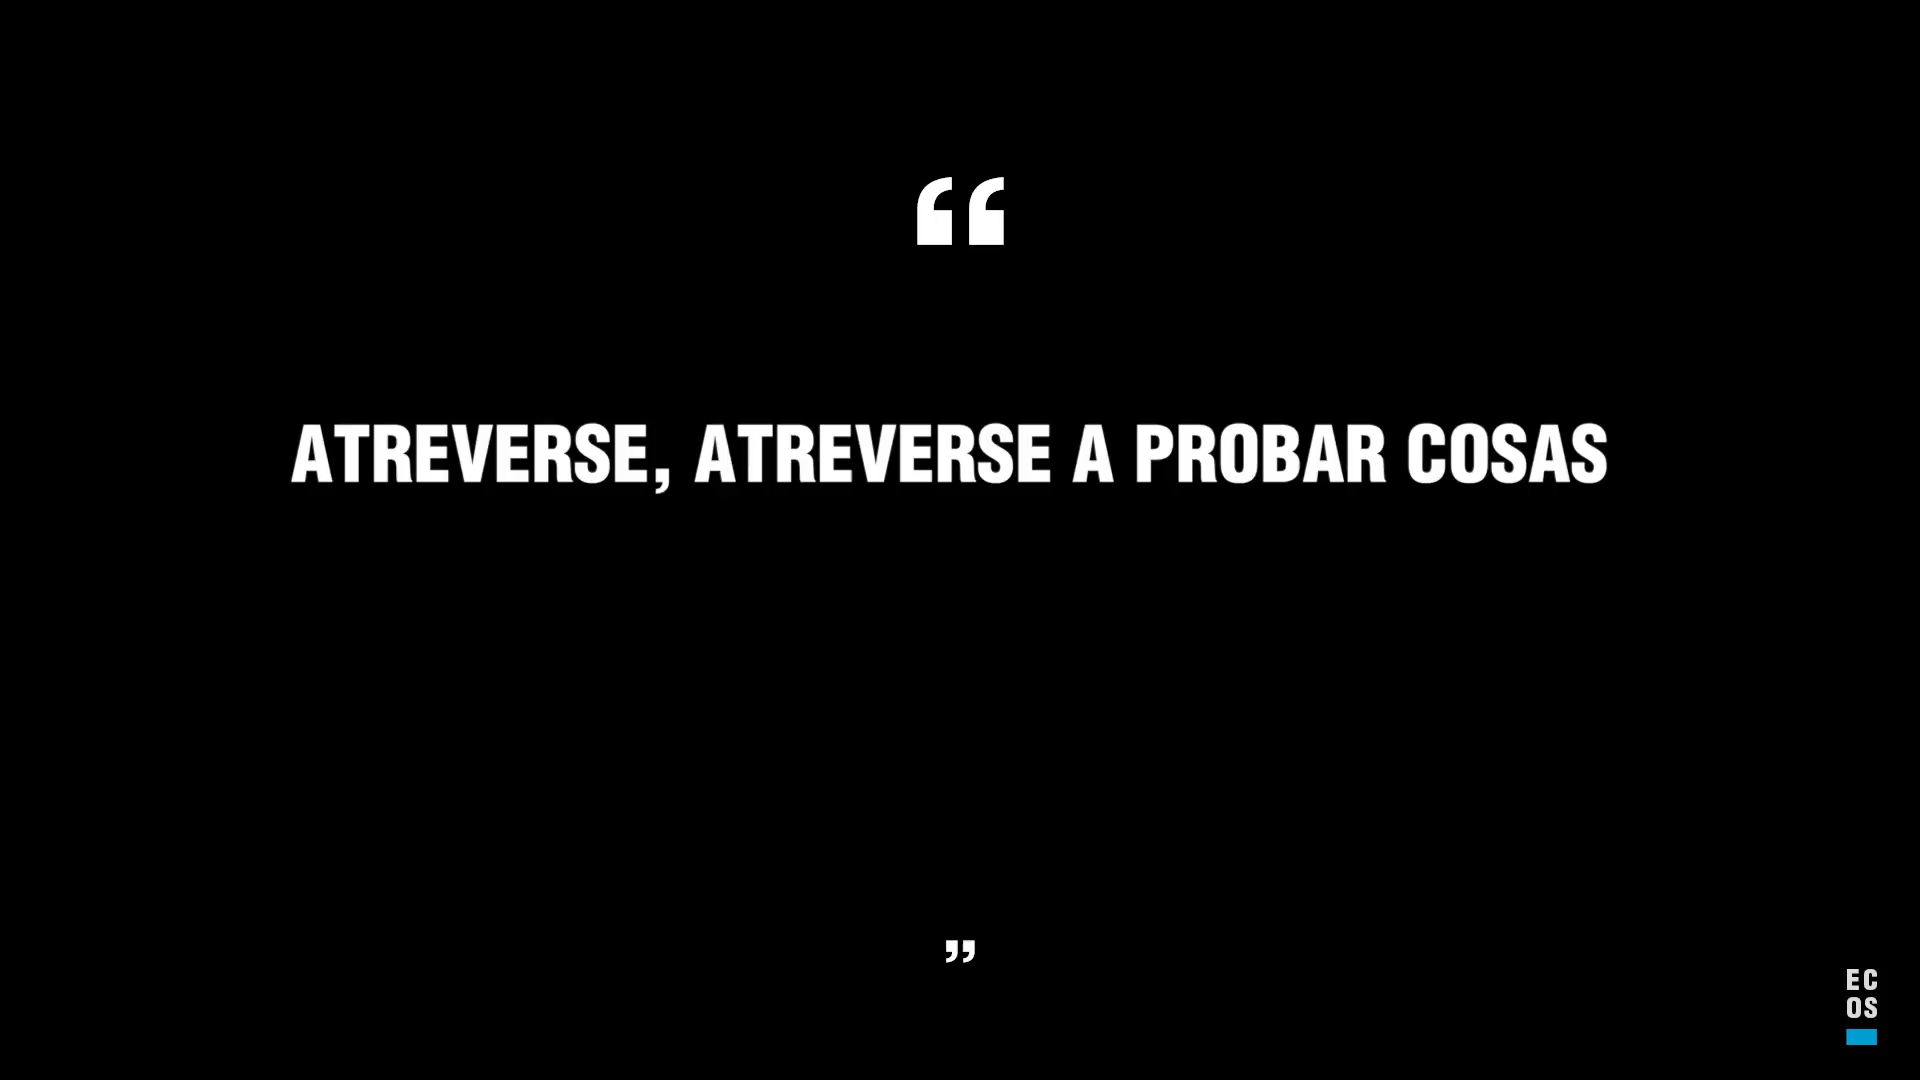 “
ATREVERSE, ATREVERSE A PROBAR COSAS
”
EC
OS